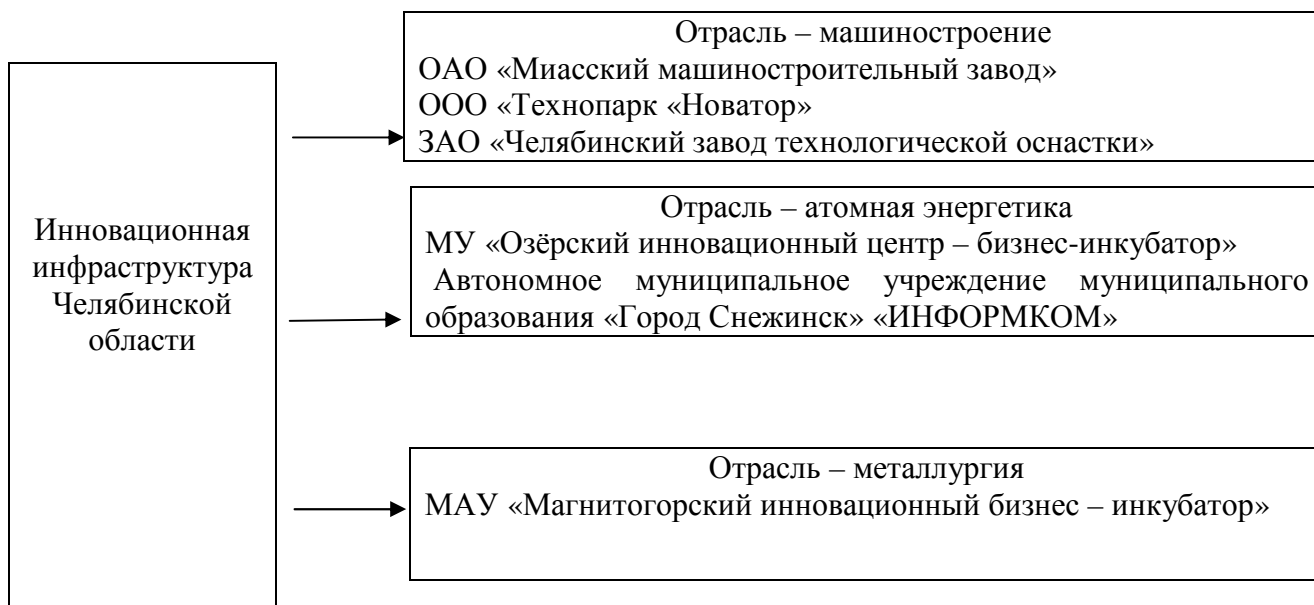 Инновационная
инфраструктура
Челябинской
области
Отрасль – машиностроение
ОАО «Миасский машиностроительный завод»
ООО «Технопарк «Новатор»
ЗАО «Челябинский завод технологической оснастки»
Отрасль – атомная энергетика
МУ «Озёрский инновационный центр – бизнес-инкубатор»
Автономное муниципальное учреждение муниципального
образования «Город Снежинск» «ИНФОРМКОМ»
Отрасль – металлургия
МАУ «Магнитогорский инновационный бизнес – инкубатор»